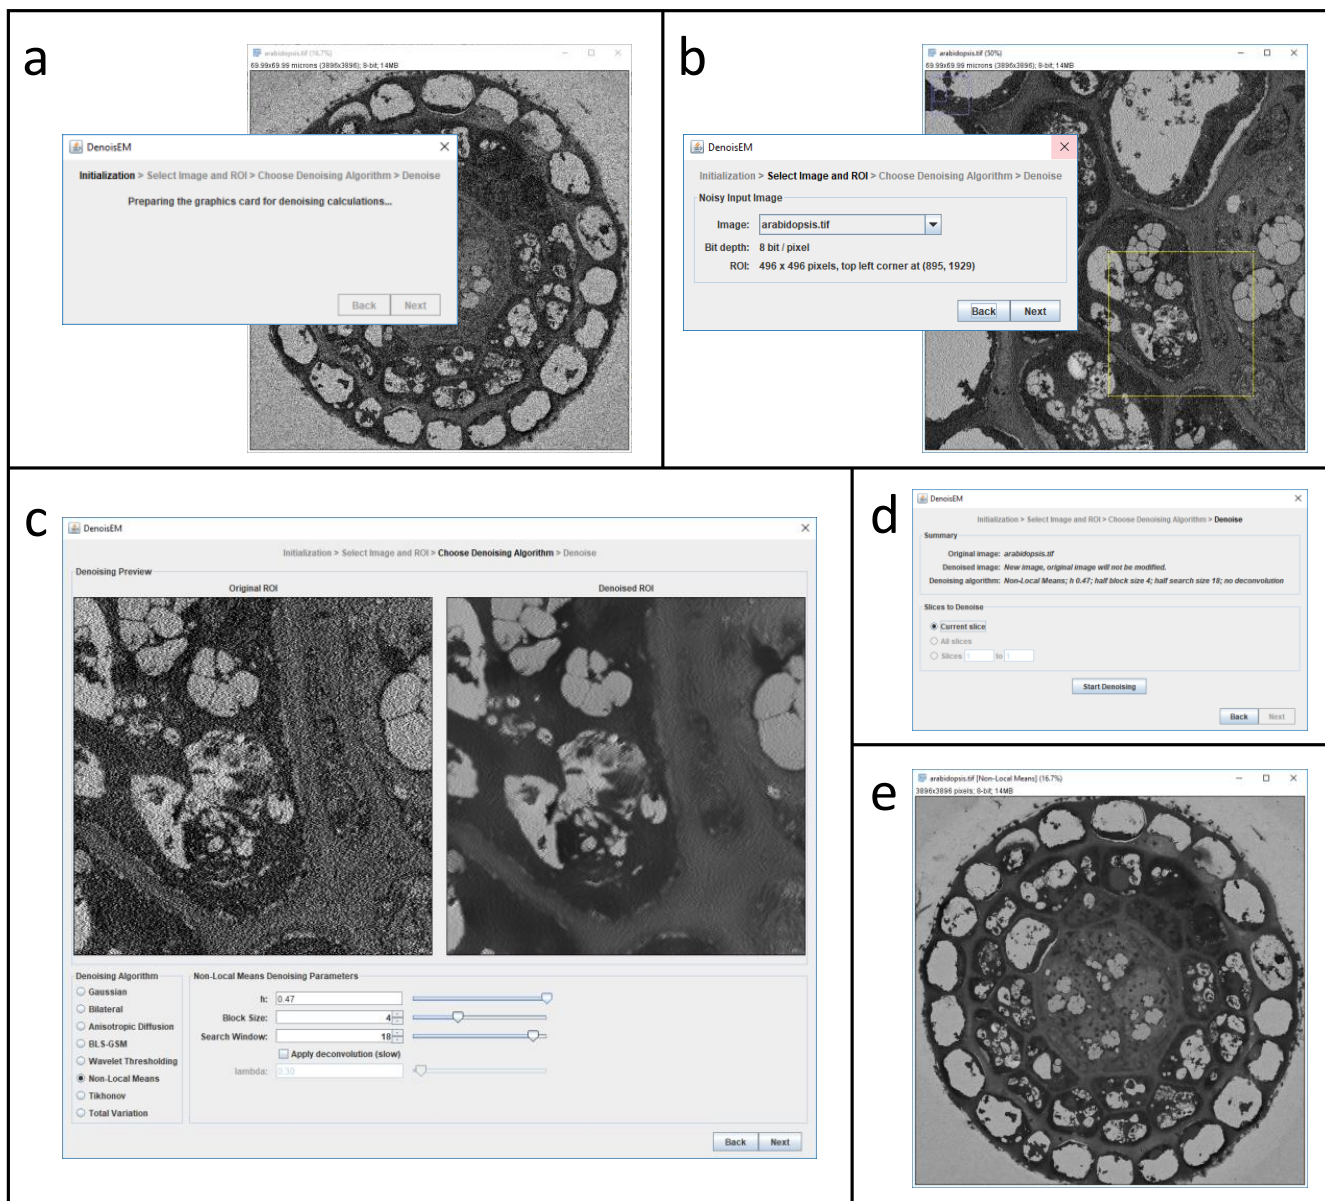 a
arabidopsis.tif (16.7%)
69.99x69.99 microns (3896x3896); 8-bit; 14MB
DenoisEM
Initialization > Select Image and ROI > Choose Denoising Algorithm > Denoise
Preparing the graphics card for denoising calculations...
Back Next
b
arabidopsis.tif (50%)
69.99x69.99 microns (3896x3896); 8-bit; 14MB
DenoisEM
Initialization > Select Image and ROI > Choose Denoising Algorithm > Denoise
Noisy Input Image
Image: arabidopsis.tif
Bit depth: 8 bit / pixel
ROI: 496 x 496 pixels, top left corner at (895, 1929)
Back Next
c
DenoisEM
Initialization > Select Image and ROI > Choose Denoising Algorithm > Denoise
Denoising Preview
Original ROI Denoised ROI
Denoising Algorithm
Gaussian
Bilateral
Anisotropic Diffusion
BLS-GSM
Wavelet Thresholding
Non-Local Means
Tikhonov
Total Variation
Non-Local Means Denoising Parameters
h: 0.47
Block Size: 4
Search Window: 18
Apply deconvolution (slow)
lambda: 0.30
Back Next
d
DenoisEM
Initialization > Select Image and ROI > Choose Denoising Algorithm > Denoise
Summary
Original image: arabidopsis.tif
Denoised image: New image, original image will not be modified.
Denoising algorithm: Non-Local Means; h 0.47; half block size 4; half search size 18; no deconvolution
Slices to Denoise
Current slice
All slices
Slices 1 to 1
Start Denoising
Back Next
e
arabidopsis.tif [Non-Local Means] (16.7%)
3896x3896 pixels; 8-bit; 14MB